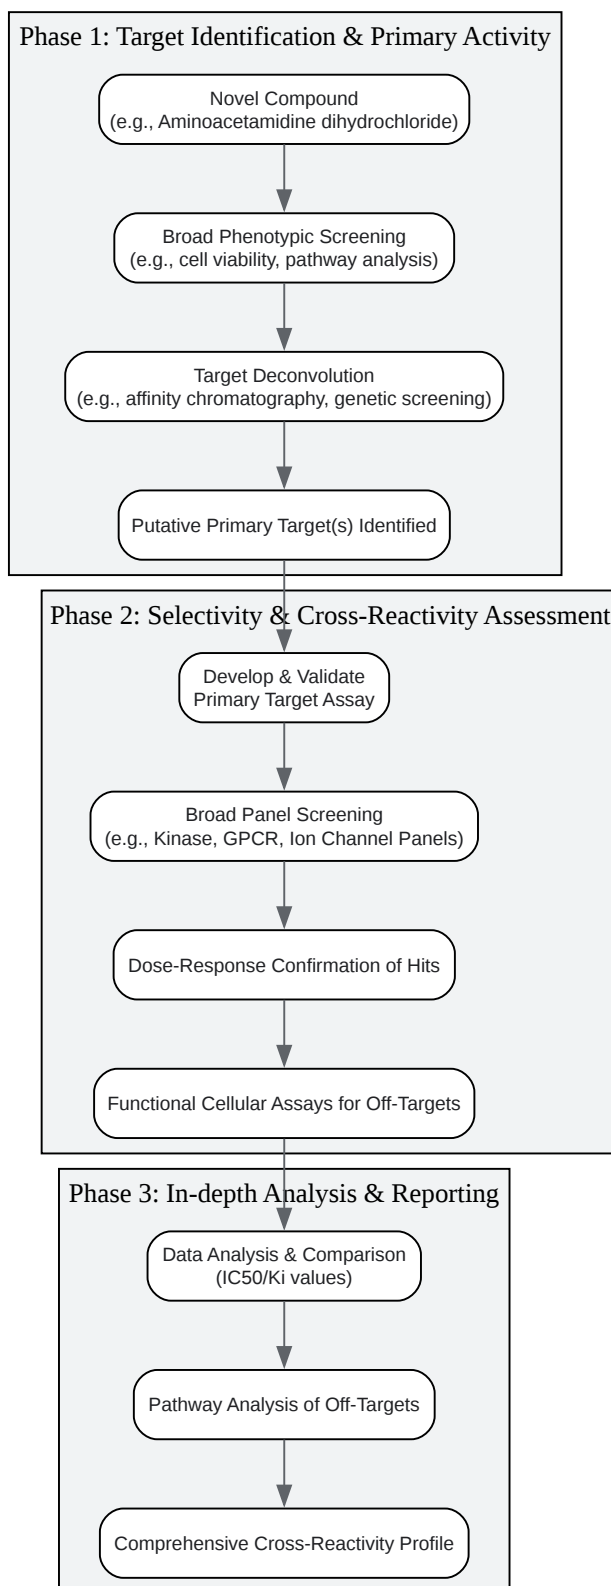 Phase 1: Target Identification & Primary Activity
Novel Compound
(e.g., Aminoacetamidine dihydrochloride)
Broad Phenotypic Screening
(e.g., cell viability, pathway analysis)
Target Deconvolution
(e.g., affinity chromatography, genetic screening)
Putative Primary Target(s) Identified
Phase 2: Selectivity & Cross-Reactivity Assessment
Develop & Validate
Primary Target Assay
Broad Panel Screening
(e.g., Kinase, GPCR, Ion Channel Panels)
Dose-Response Confirmation of Hits
Functional Cellular Assays for Off-Targets
Phase 3: In-depth Analysis & Reporting
Data Analysis & Comparison
(IC50/Ki values)
Pathway Analysis of Off-Targets
Comprehensive Cross-Reactivity Profile